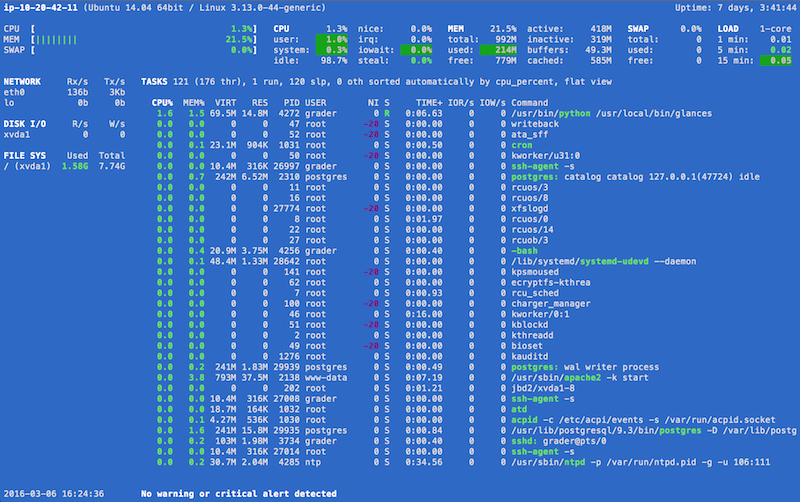 ip-10-20-42-11 (Ubuntu 14.04 64bit / Linux 3.13.0-44-generic) Uptime: 7 days, 3:41:44
CPU [ 1.3%] CPU 1.3% nice: 0.0% MEM 21.5% active: 418M SWAP 0.0% LOAD 1-core
MEM [|||||||| 21.5%] user: 1.0% irq: 0.0% total: 992M inactive: 319M total: 0 1 min: 0.01
SWAP [ 0.0%] system: 0.3% iowait: 0.0% used: 214M buffers: 49.3M used: 0 5 min: 0.02
idle: 98.7% steal: 0.0% free: 779M cached: 585M free: 0 15 min: 0.05
NETWORK Rx/s Tx/s TASKS 121 (176 thr), 1 run, 120 slp, 0 oth sorted automatically by cpu_percent, flat view
eth0 136b 3Kb
lo 0b 0b CPU% MEM% VIRT RES PID USER NI S TIME+ IOR/s IOW/s Command
1.6 1.5 69.5M 14.8M 4272 grader 0 R 0:06.63 0 0 /usr/bin/python /usr/local/bin/glances
DISK I/O R/s W/s 0.0 0.0 0 0 47 root -20 S 0:00.00 0 0 writeback
xvda1 0 0 0.0 0.0 0 0 52 root -20 S 0:00.00 0 0 ata_sff
0.0 0.1 23.1M 904K 1031 root 0 S 0:00.50 0 0 cron
FILE SYS Used Total 0.0 0.0 0 0 50 root -20 S 0:00.00 0 0 kworker/u31:0
/ (xvda1) 1.58G 7.74G 0.0 0.0 10.4M 316K 26997 grader 0 S 0:00.00 0 0 ssh-agent -s
0.0 0.7 242M 6.52M 2310 postgres 0 S 0:00.00 0 0 postgres: catalog catalog 127.0.0.1(47724) idle
0.0 0.0 0 0 11 root 0 S 0:00.00 0 0 rcuos/3
0.0 0.0 0 0 16 root 0 S 0:00.00 0 0 rcuos/8
0.0 0.0 0 0 27774 root -20 S 0:00.00 0 0 xfslogd
0.0 0.0 0 0 8 root 0 S 0:01.97 0 0 rcuos/0
0.0 0.0 0 0 22 root 0 S 0:00.00 0 0 rcuos/14
0.0 0.0 0 0 27 root 0 S 0:00.00 0 0 rcuob/3
0.0 0.4 20.9M 3.75M 4256 grader 0 S 0:00.40 0 0 -bash
0.0 0.1 48.4M 1.33M 28642 root 0 S 0:00.00 0 0 /lib/systemd/systemd-udevd --daemon
0.0 0.0 0 0 141 root -20 S 0:00.00 0 0 kpsmoused
0.0 0.0 0 0 62 root 0 S 0:00.00 0 0 ecryptfs-kthrea
0.0 0.0 0 0 7 root 0 S 0:00.93 0 0 rcu_sched
0.0 0.0 0 0 100 root -20 S 0:00.00 0 0 charger_manager
0.0 0.0 0 0 46 root 0 S 0:16.00 0 0 kworker/0:1
0.0 0.0 0 0 51 root -20 S 0:00.00 0 0 kblockd
0.0 0.0 0 0 2 root 0 S 0:00.00 0 0 kthreadd
0.0 0.0 0 0 49 root -20 S 0:00.00 0 0 bioset
0.0 0.0 0 0 1276 root 0 S 0:00.00 0 0 kauditd
0.0 0.2 241M 1.83M 29939 postgres 0 S 0:00.49 0 0 postgres: wal writer process
0.0 3.8 793M 37.5M 2138 www-data 0 S 0:07.19 0 0 /usr/sbin/apache2 -k start
0.0 0.0 0 0 202 root 0 S 0:01.21 0 0 jbd2/xvda1-8
0.0 0.0 10.4M 316K 27008 grader 0 S 0:00.00 0 0 ssh-agent -s
0.0 0.0 18.7M 164K 1032 root 0 S 0:00.00 0 0 atd
0.0 0.1 4.27M 536K 1030 root 0 S 0:00.00 0 0 acpid -c /etc/acpi/events -s /var/run/acpid.socket
0.0 1.6 241M 15.8M 29935 postgres 0 S 0:00.84 0 0 /usr/lib/postgresql/9.3/bin/postgres -D /var/lib/postg
0.0 0.2 103M 1.98M 3734 grader 0 S 0:00.40 0 0 sshd: grader@pts/0
0.0 0.0 10.4M 316K 27014 root 0 S 0:00.00 0 0 ssh-agent -s
0.0 0.2 30.7M 2.04M 4285 ntp 0 S 0:34.56 0 0 /usr/sbin/ntpd -p /var/run/ntpd.pid -g -u 106:111
2016-03-06 16:24:36 No warning or critical alert detected